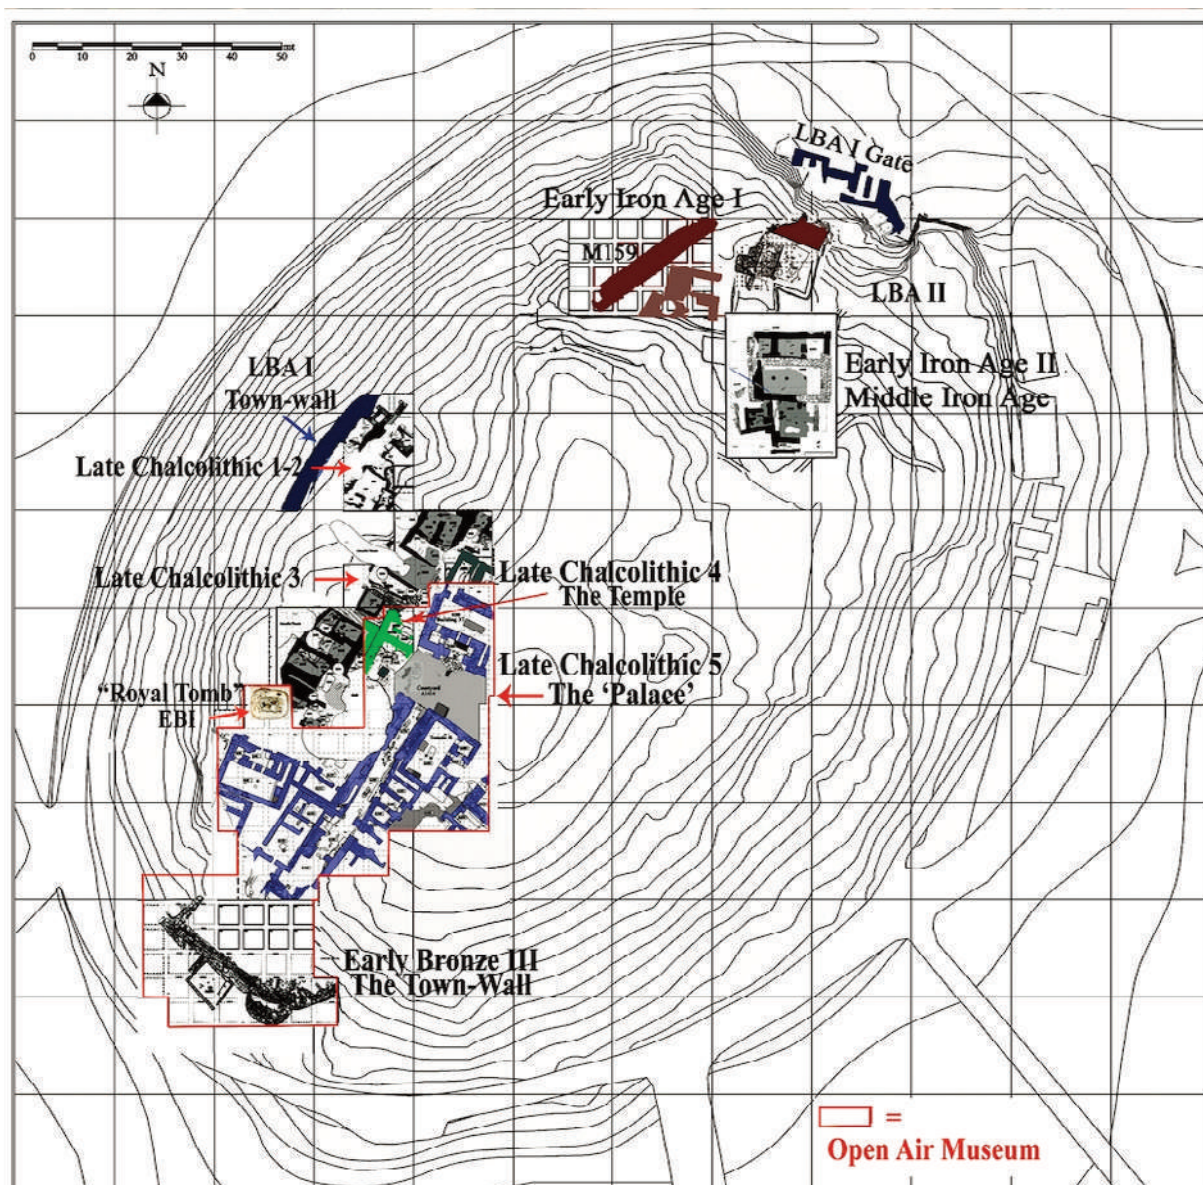 0 10 20 30 40 50 mt
N
LBA I Gate
Early Iron Age I
M159
LBA II
Early Iron Age II
Middle Iron Age
LBA I
Town-wall
Late Chalcolithic 1-2
Late Chalcolithic 3
Late Chalcolithic 4
The Temple
Late Chalcolithic 5
The 'Palace'
Courtyard
"Royal Tomb"
EBI
Early Bronze III
The Town-Wall
=
Open Air Museum